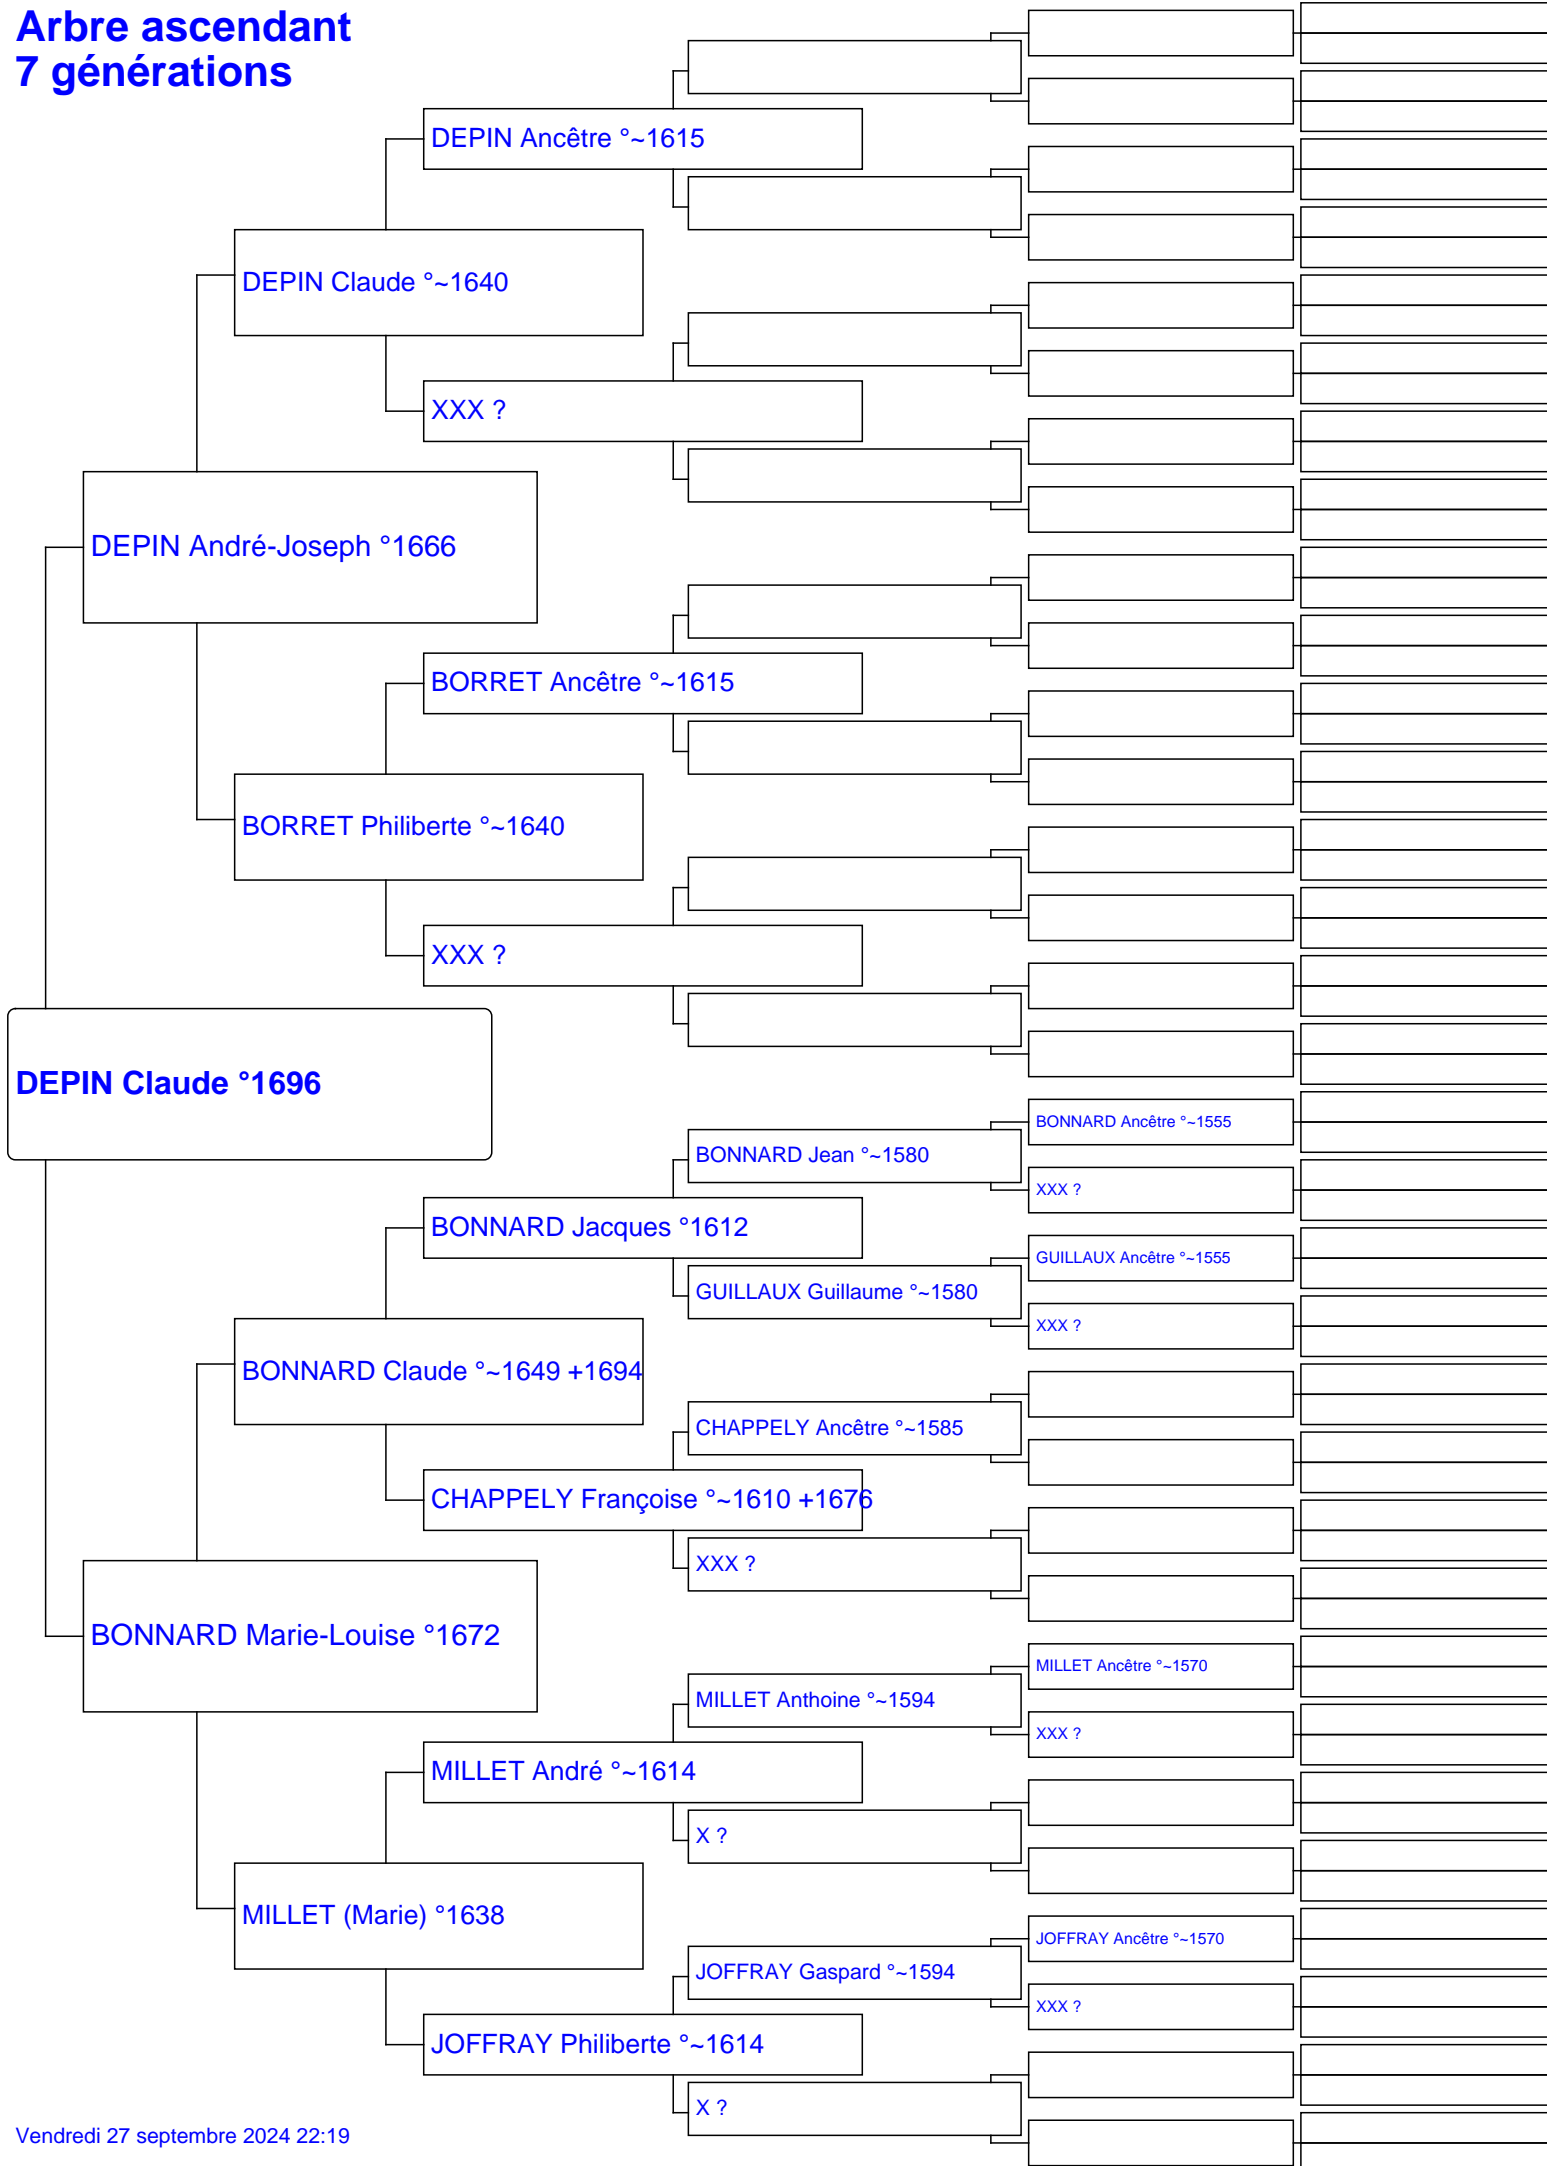 Arbre ascendant
7 générations
DEPIN Ancêtre °~1615
DEPIN Claude °~1640
XXX ?
DEPIN André-Joseph °1666
BORRET Ancêtre °~1615
BORRET Philiberte °~1640
XXX ?
DEPIN Claude °1696
BONNARD Ancêtre °~1555
BONNARD Jean °~1580
XXX ?
BONNARD Jacques °1612
GUILLAUX Ancêtre °~1555
GUILLAUX Guillaume °~1580
XXX ?
BONNARD Claude °~1649 +1694
CHAPPELY Ancêtre °~1585
CHAPPELY Françoise °~1610 +1676
XXX ?
BONNARD Marie-Louise °1672
MILLET Ancêtre °~1570
MILLET Anthoine °~1594
XXX ?
MILLET André °~1614
X ?
MILLET (Marie) °1638
JOFFRAY Ancêtre °~1570
JOFFRAY Gaspard °~1594
XXX ?
JOFFRAY Philiberte °~1614
X ?
Vendredi 27 septembre 2024 22:19